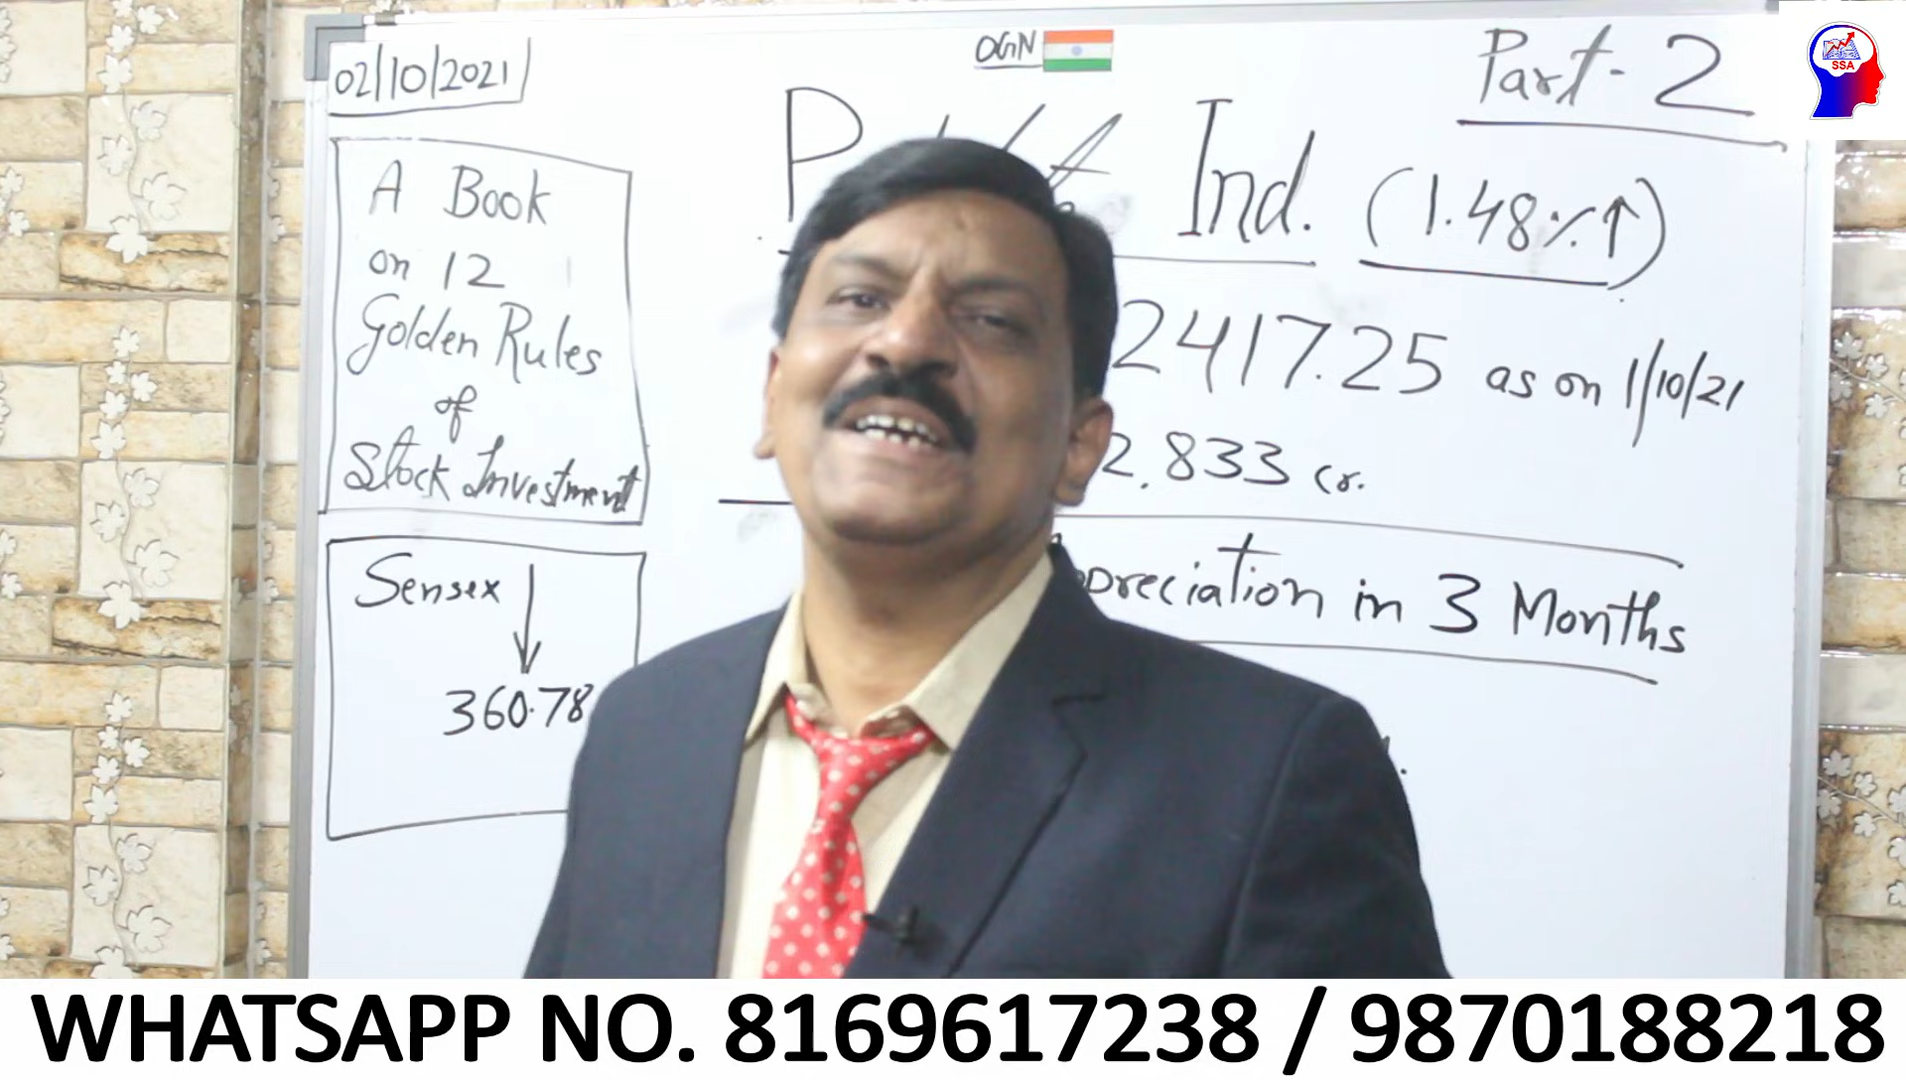 02/10/2021
OGN
Part-2
SSA
A Book
on 12
Golden Rules
of
Stock Investment
Ind. (1.48%↑)
2417.25 as on 1/10/21
2,833 cr.
in 3 Months
Sensex ↓
360.78
WHATSAPP NO. 8169617238 / 9870188218